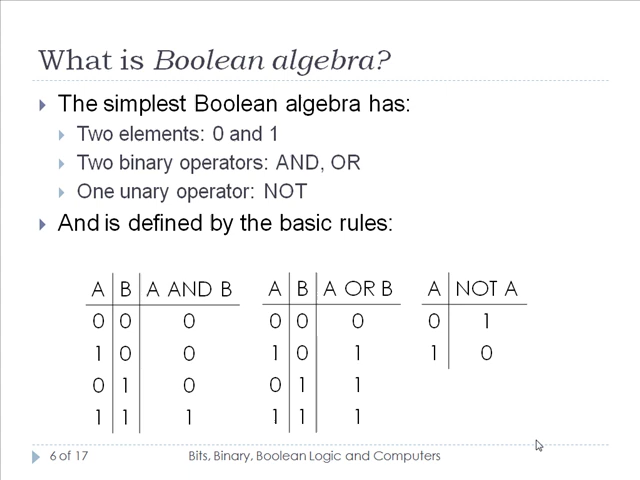 What is Boolean algebra?
The simplest Boolean algebra has:
Two elements: 0 and 1
Two binary operators: AND, OR
One unary operator: NOT
And is defined by the basic rules:
A B A AND B A B A OR B A NOT A
0 0 0 0 0 0 0 1
1 0 0 1 0 1 1 0
0 1 0 0 1 1
1 1 1 1 1 1
6 of 17 Bits, Binary, Boolean Logic and Computers